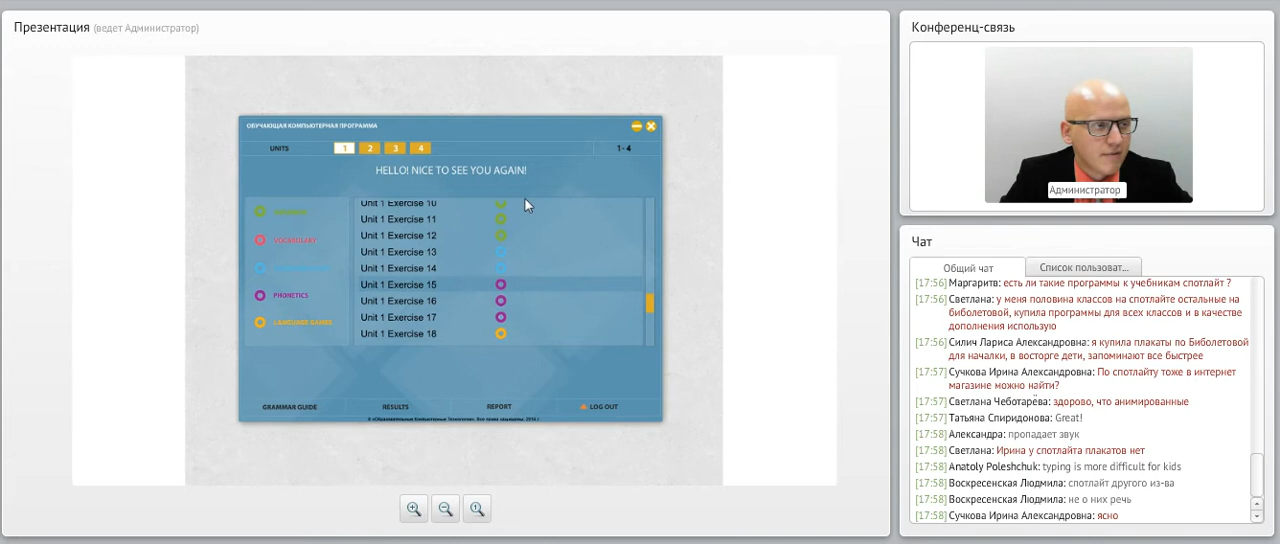 Презентация (ведет Администратор)
ОБУЧАЮЩАЯ КОМПЬЮТЕРНАЯ ПРОГРАММА
UNITS 1 2 3 4 1-4
HELLO! NICE TO SEE YOU AGAIN!
VOCABULARY
PHONETICS
LANGUAGE GAMES
Unit 1 Exercise 10
Unit 1 Exercise 11
Unit 1 Exercise 12
Unit 1 Exercise 13
Unit 1 Exercise 14
Unit 1 Exercise 15
Unit 1 Exercise 16
Unit 1 Exercise 17
Unit 1 Exercise 18
GRAMMAR GUIDE RESULTS REPORT LOG OUT
© «Образовательные Компьютерные Технологии». Все права защищены. 2014 г.
Конференц-связь
Администратор
Чат
Общий чат Список пользоват...
[17:56] Маргаритв: есть ли такие программы к учебникам спотлайт ?
[17:56] Светлана: у меня половина классов на спотлайте остальные на
биболетовой, купила программы для всех классов и в качестве
дополнения использую
[17:56] Силич Лариса Александровна: я купила плакаты по Биболетовой
для началки, в восторге дети, запоминают все быстрее
[17:57] Сучкова Ирина Александровна: По спотлайту тоже в интернет
магазине можно найти?
[17:57] Светлана Чеботарёва: здорово, что анимированные
[17:57] Татьяна Спиридонова: Great!
[17:58] Александра: пропадает звук
[17:58] Светлана: Ирина у спотлайта плакатов нет
[17:58] Anatoly Poleshchuk: typing is more difficult for kids
[17:58] Воскресенская Людмила: спотлайт другого из-ва
[17:58] Воскресенская Людмила: не о них речь
[17:58] Сучкова Ирина Александровна: ясно